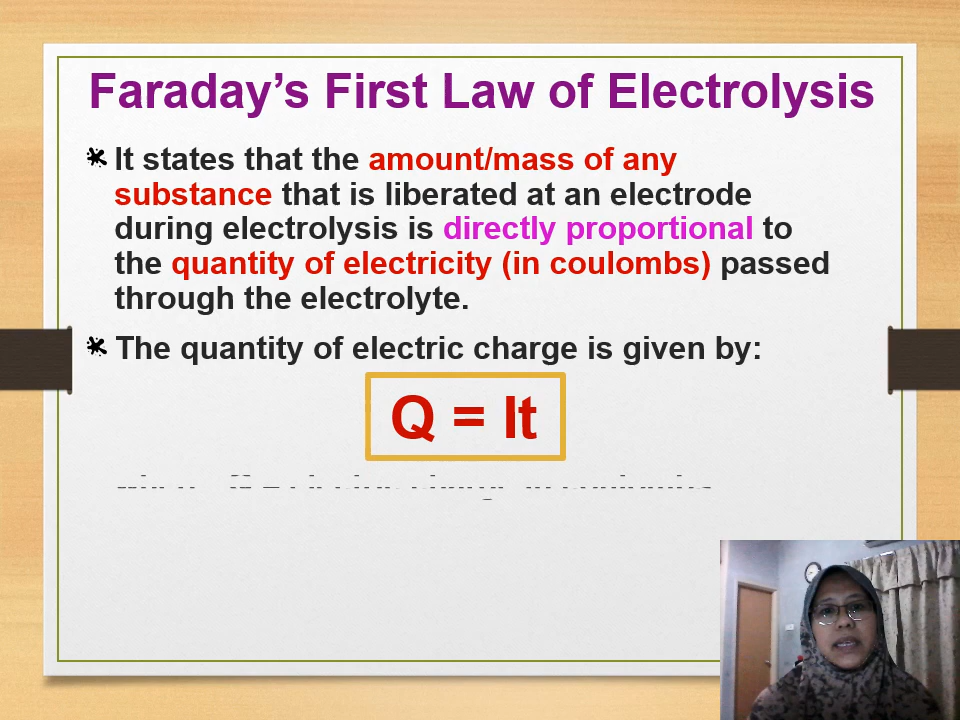 Faraday's First Law of Electrolysis
It states that the amount/mass of any
substance that is liberated at an electrode
during electrolysis is directly proportional to
the quantity of electricity (in coulombs) passed
through the electrolyte.
The quantity of electric charge is given by:
Q = It